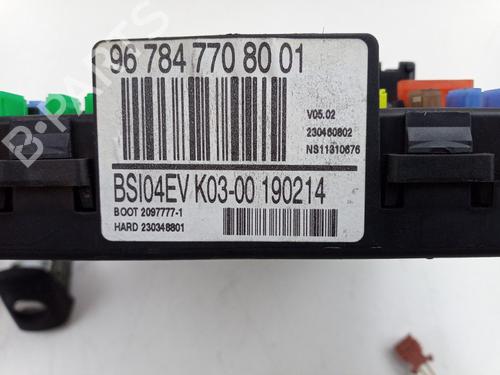 96 784 770 80 01
V05.02
230460802
NS11310676
BSI04EV K03-00 190214
BOOT 2097777-1
HARD 230348801
B-PARTS